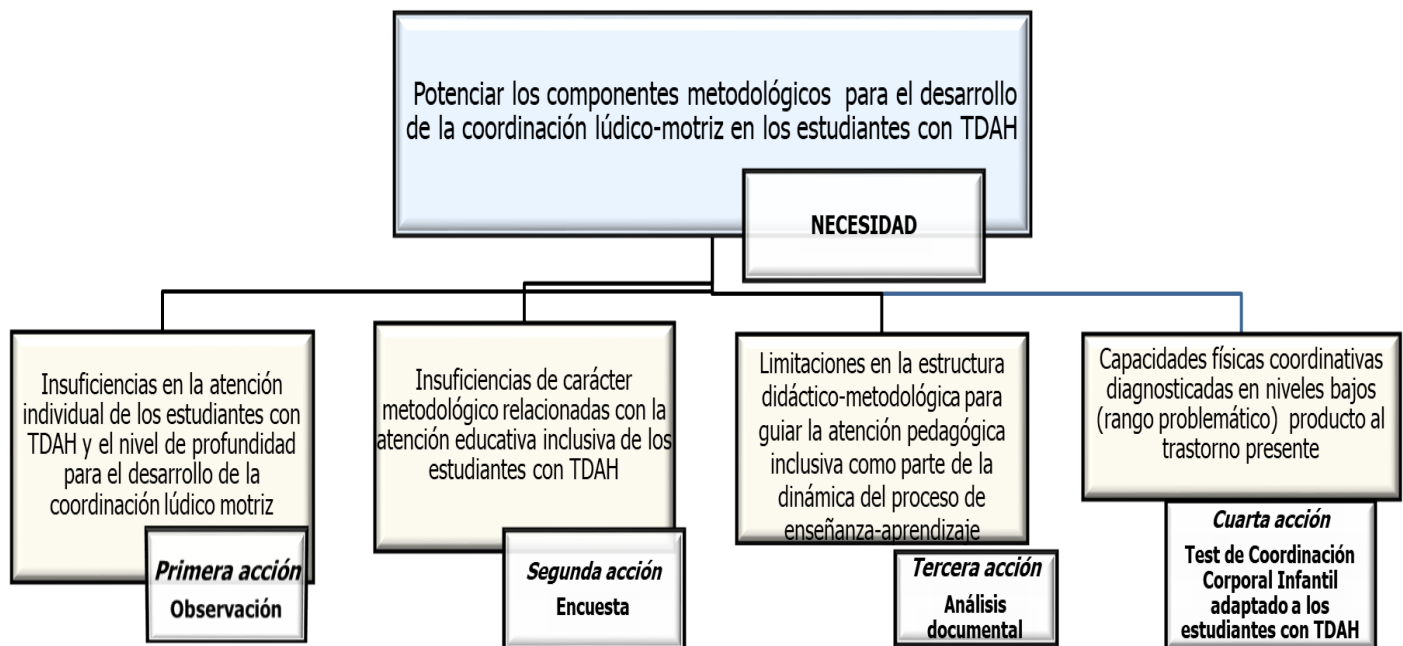 Potenciar los componentes metodológicos para el desarrollo
de la coordinación lúdico-motriz en los estudiantes con TDAH
NECESIDAD
Insuficiencias en la atención
individual de los estudiantes con
TDAH y el nivel de profundidad
para el desarrollo de la
coordinación lúdico motriz
Primera acción
Observación
Insuficiencias de carácter
metodológico relacionadas con la
atención educativa inclusiva de los
estudiantes con TDAH
Segunda acción
Encuesta
Limitaciones en la estructura
didáctico-metodológica para
guiar la atención pedagógica
inclusiva como parte de la
dinámica del proceso de
enseñanza-aprendizaje
Tercera acción
Análisis
documental
Capacidades físicas coordinativas
diagnosticadas en niveles bajos
(rango problemático) producto al
trastorno presente
Cuarta acción
Test de Coordinación
Corporal Infantil
adaptado a los
estudiantes con TDAH